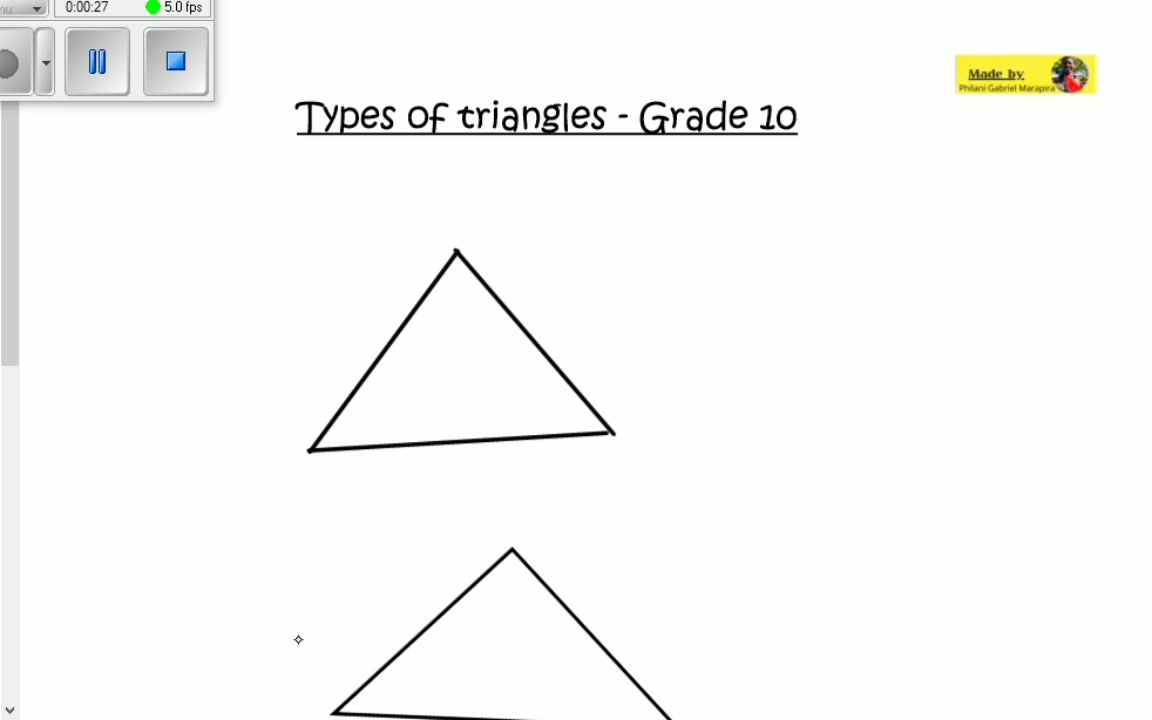 0:00:27 5.0 fps
Made by
Philani Gabriel Marapira
Types of triangles - Grade 10